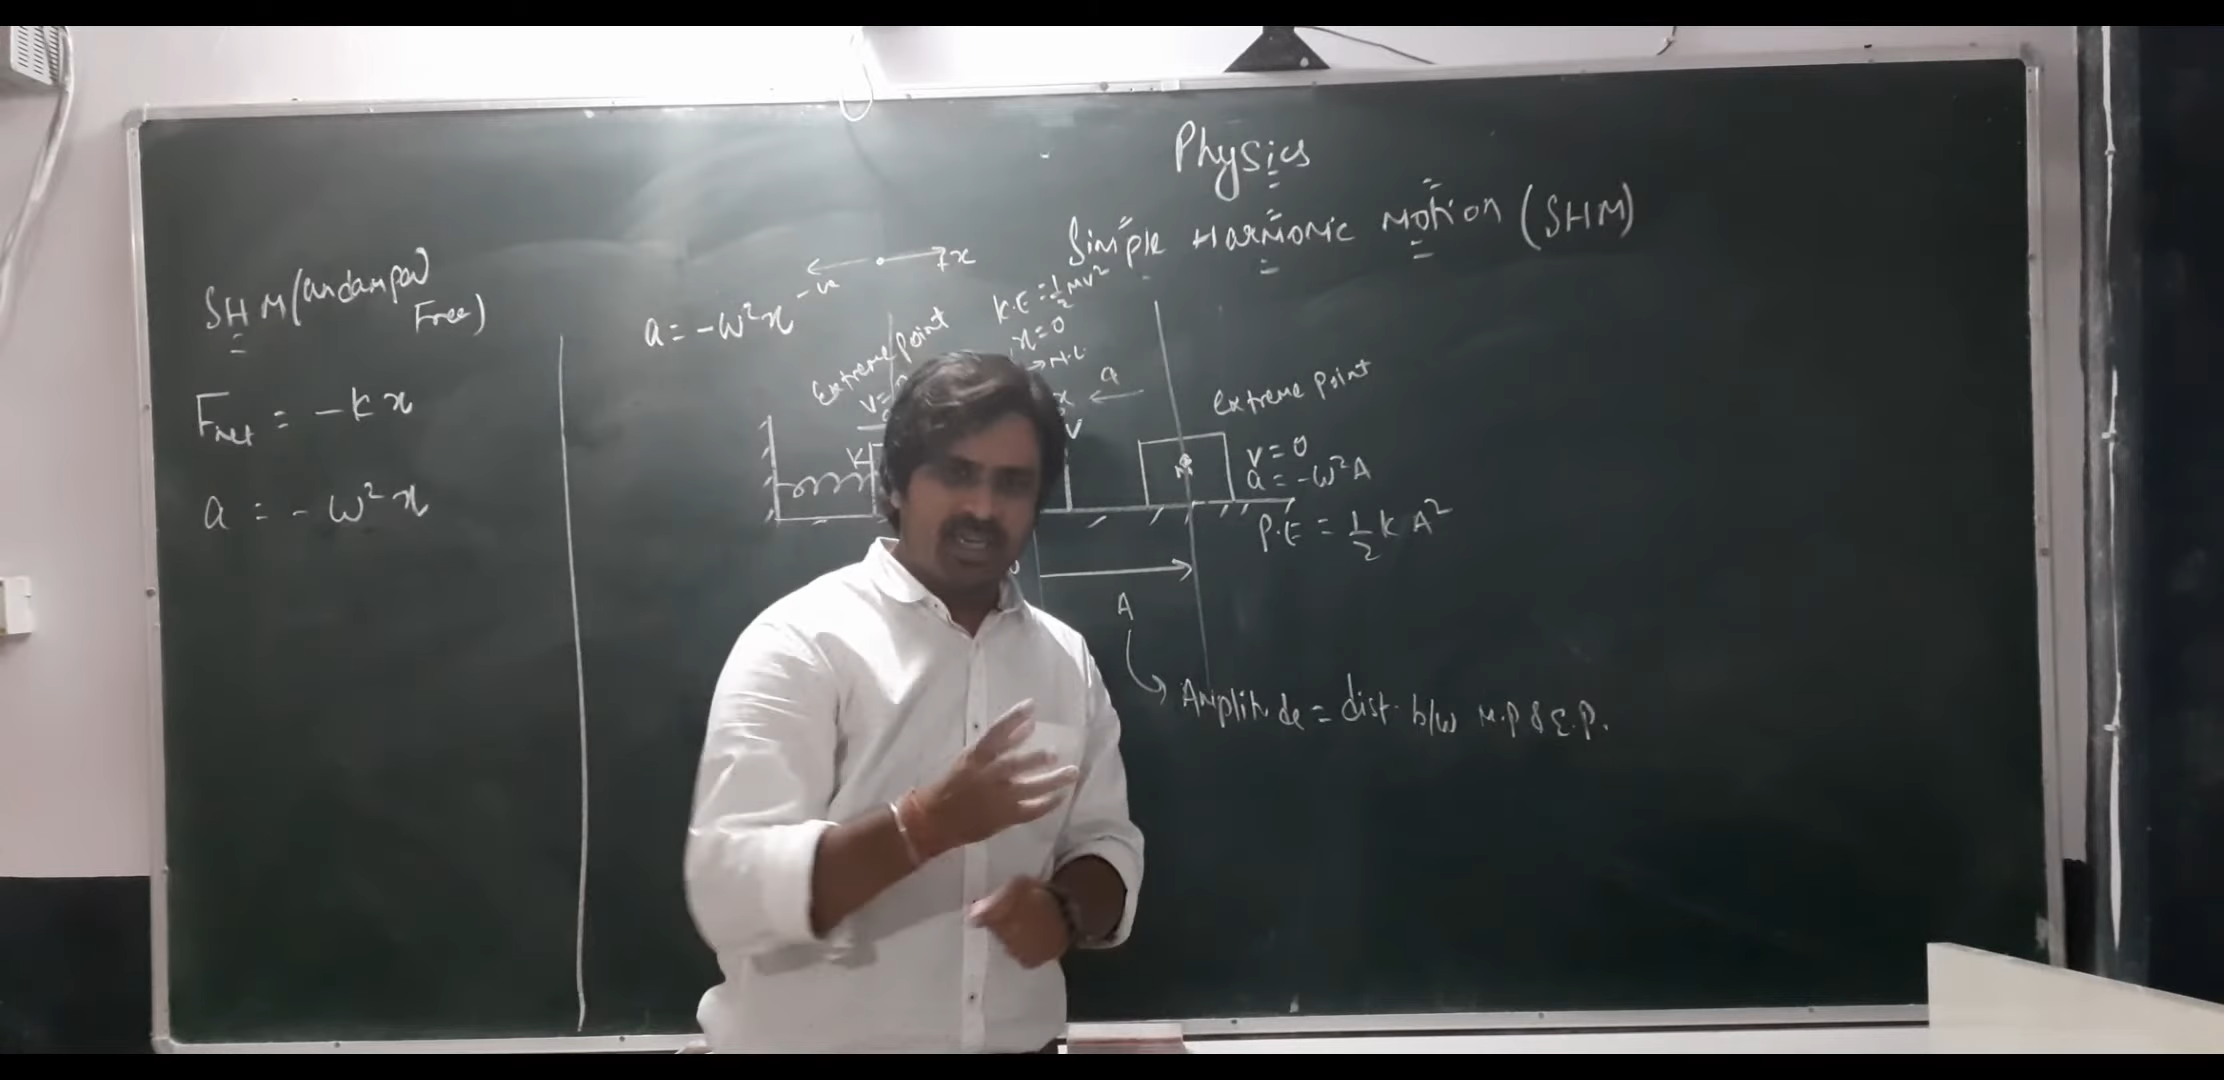 Physics
Simple Harmonic Motion (SHM)
SHM (undamped
Free)
Fnet = -kx
a = -ω²x
-x
+x
a = -ω²x
Extreme point
v=
K
K.E = ½Mv²
x=0
→ N.L.
x
a
v
Extreme point
M
v = 0
a = -ω²A
P.E = ½kA²
A
Amplitude = dist. b/w M.P & E.P.